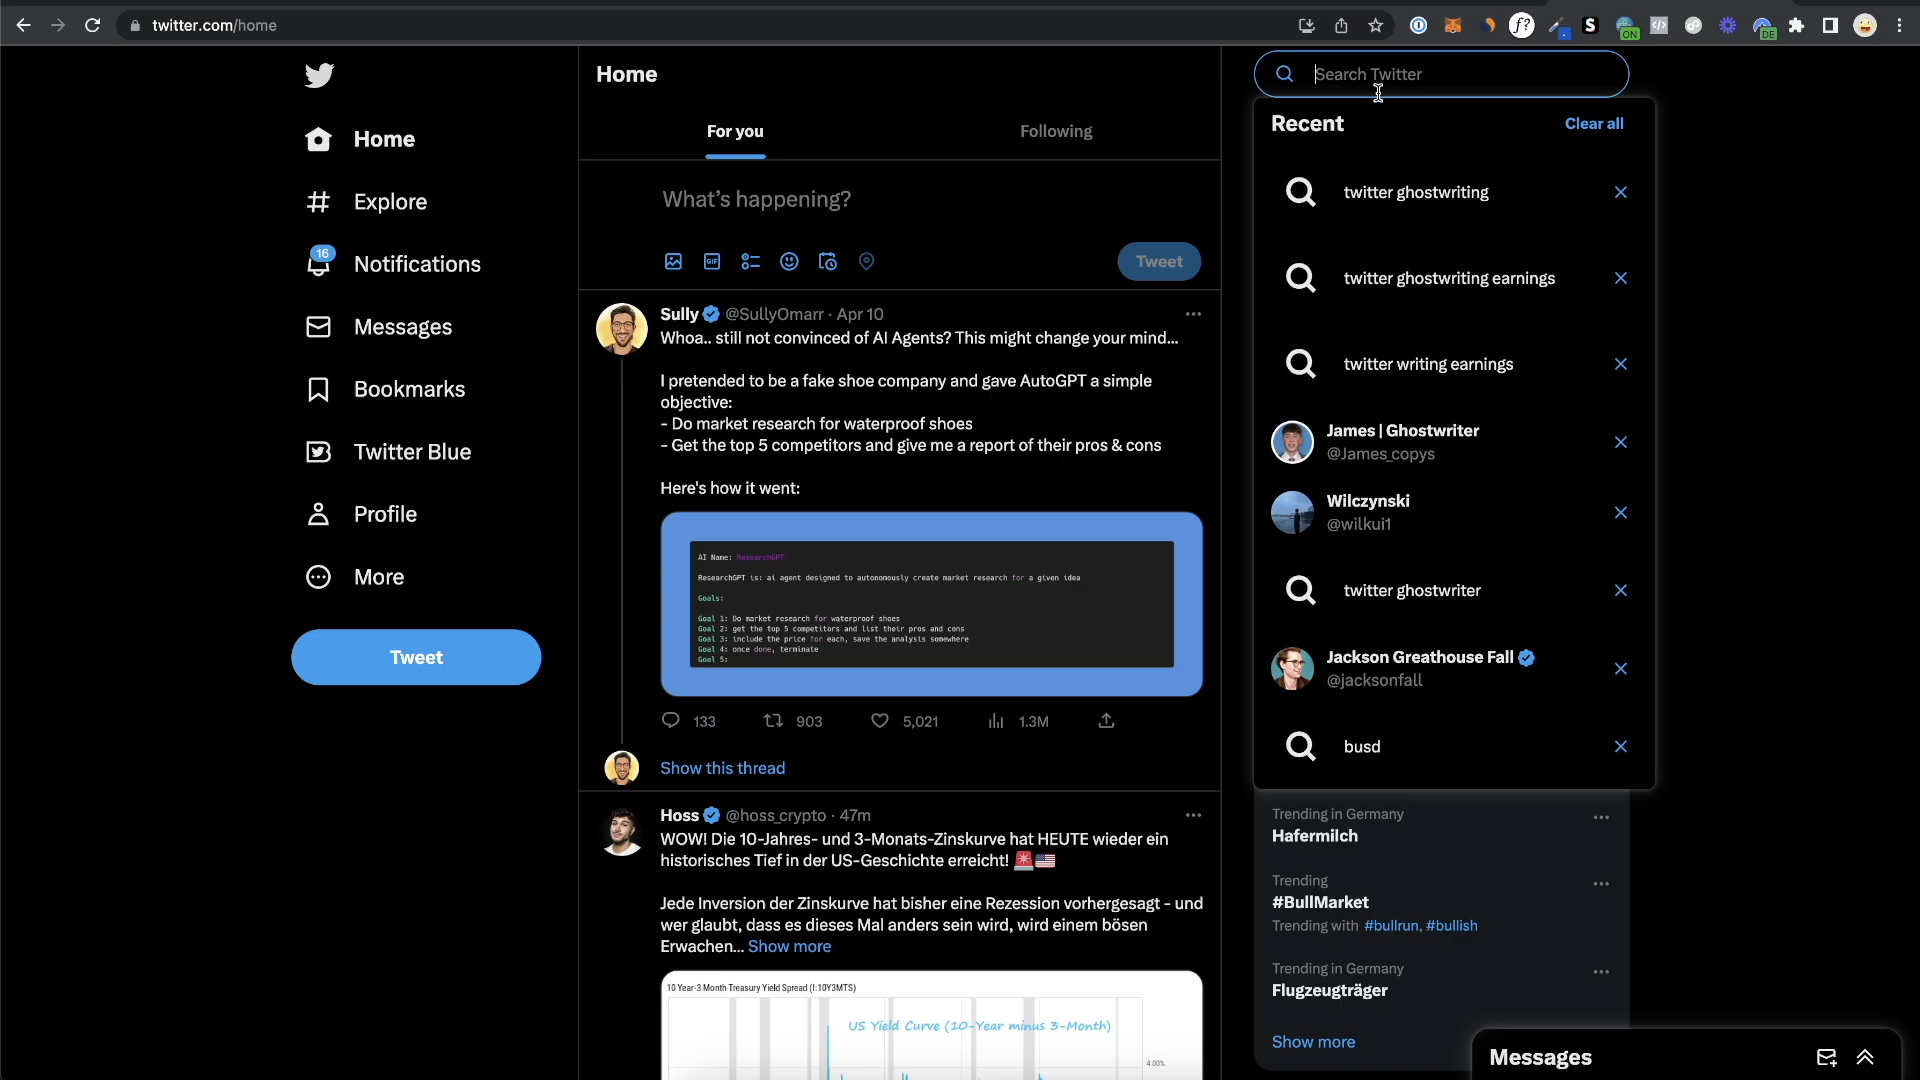 twitter.com/home
ON
DE
Home
Explore
16
Notifications
Messages
Bookmarks
Twitter Blue
Profile
More
Tweet
Home
For you
Following
What's happening?
GIF
Tweet
Sully @SullyOmarr · Apr 10
Whoa.. still not convinced of AI Agents? This might change your mind...
I pretended to be a fake shoe company and gave AutoGPT a simple
objective:
- Do market research for waterproof shoes
- Get the top 5 competitors and give me a report of their pros & cons
Here's how it went:
AI Name: ResearchGPT
ResearchGPT is: ai agent designed to autonomously create market research for a given idea
Goals:
Goal 1: Do market research for waterproof shoes
Goal 2: get the top 5 competitors and list their pros and cons
Goal 3: include the price for each, save the analysis somewhere
Goal 4: once done, terminate
Goal 5:
133
903
5,021
1.3M
Show this thread
Hoss @hoss_crypto · 47m
WOW! Die 10-Jahres- und 3-Monats-Zinskurve hat HEUTE wieder ein
historisches Tief in der US-Geschichte erreicht! 🚨🇺🇸
Jede Inversion der Zinskurve hat bisher eine Rezession vorhergesagt - und
wer glaubt, dass es dieses Mal anders sein wird, wird einem bösen
Erwachen... Show more
10 Year-3 Month Treasury Yield Spread (I:10Y3MTS)
US Yield Curve (10-Year minus 3-Month)
4.00%
Search Twitter
Recent
Clear all
twitter ghostwriting
twitter ghostwriting earnings
twitter writing earnings
James | Ghostwriter
@James_copys
Wilczynski
@wilkui1
twitter ghostwriter
Jackson Greathouse Fall
@jacksonfall
busd
Trending in Germany
Hafermilch
Trending
#BullMarket
Trending with #bullrun, #bullish
Trending in Germany
Flugzeugträger
Show more
Messages